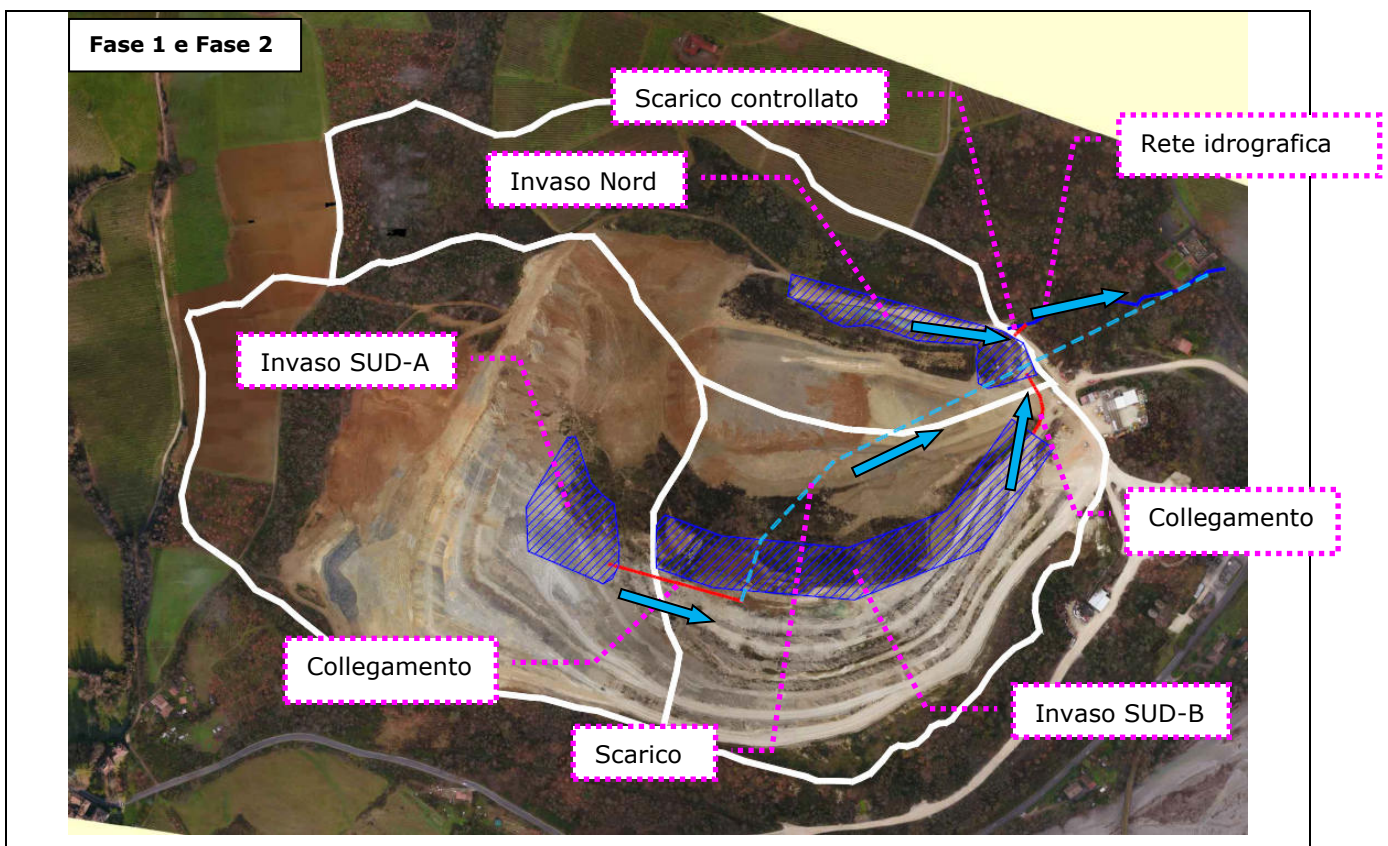 Fase 1 e Fase 2
Scarico controllato
Rete idrografica
Invaso Nord
Invaso SUD-A
Collegamento
Collegamento
Invaso SUD-B
Scarico